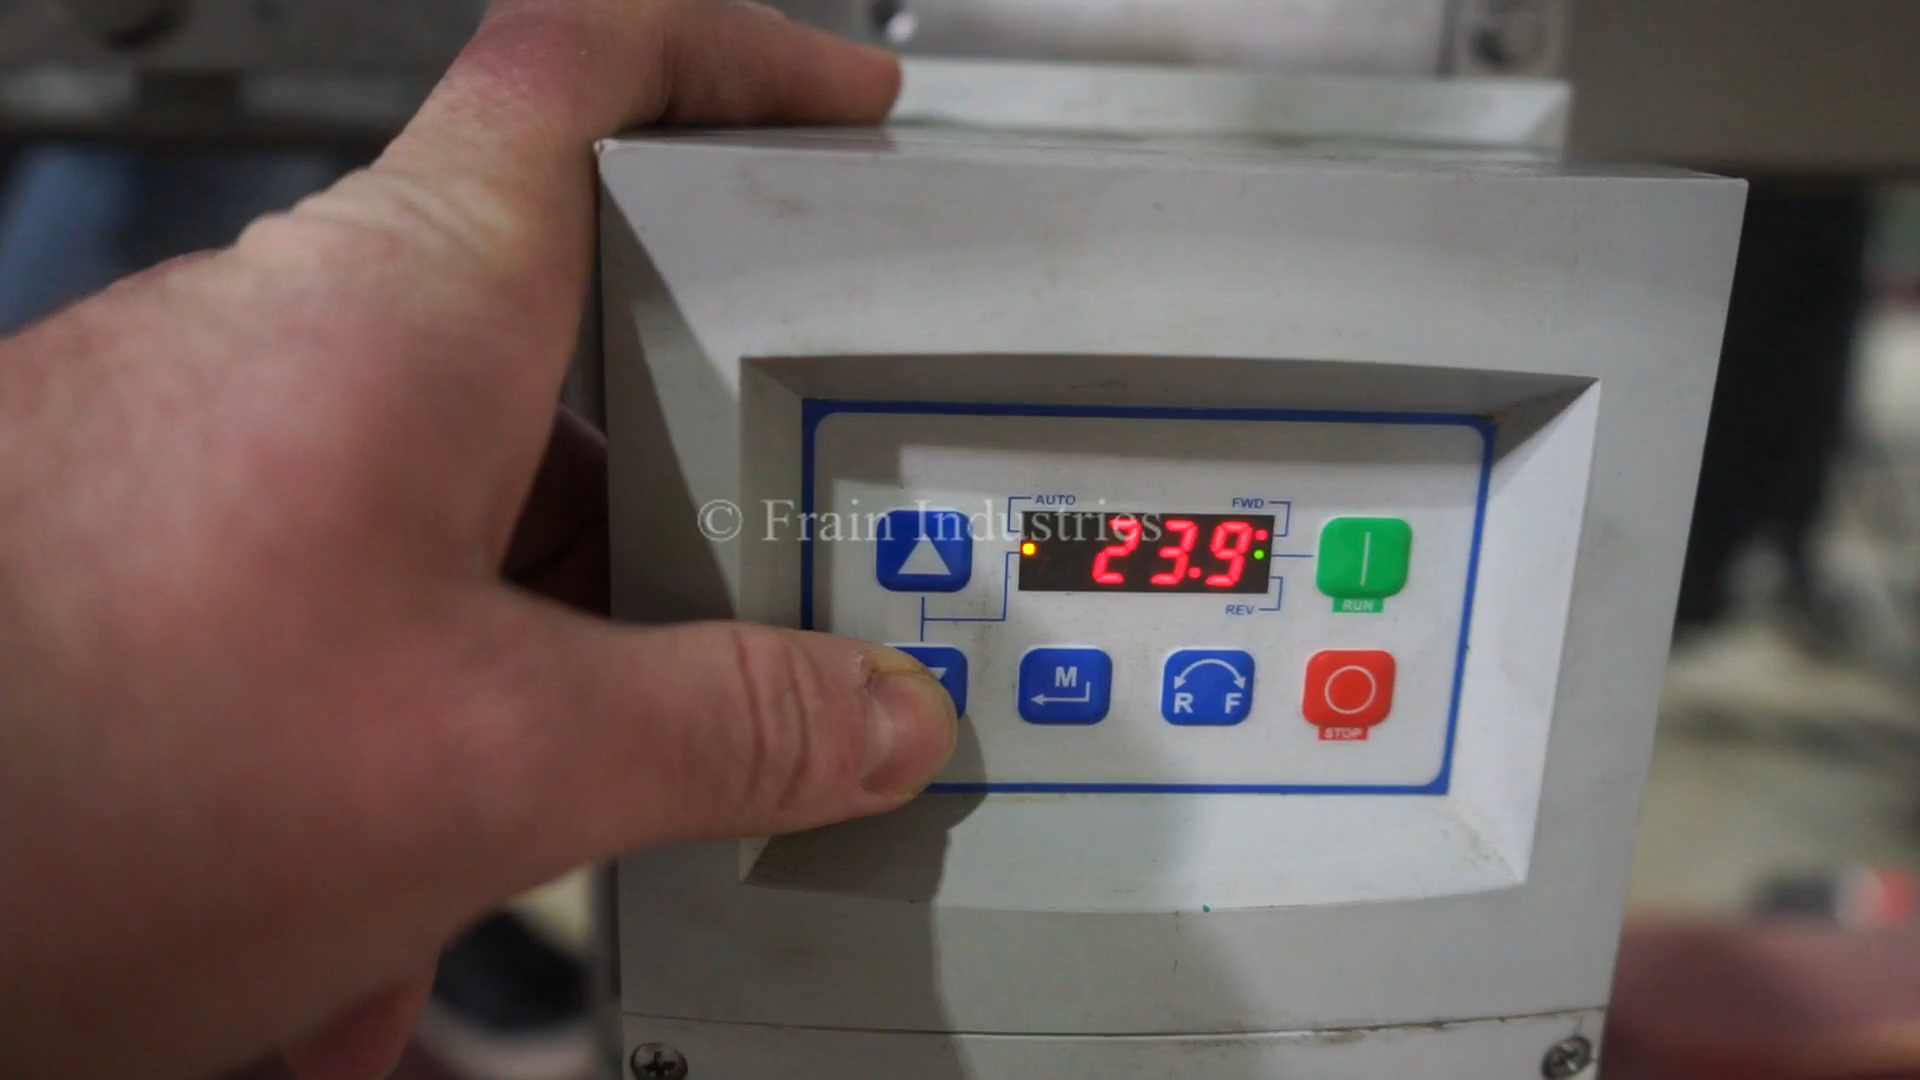 AUTO
FWD
© Frain Industries
23.9
RUN
REV
M
R F
STOP